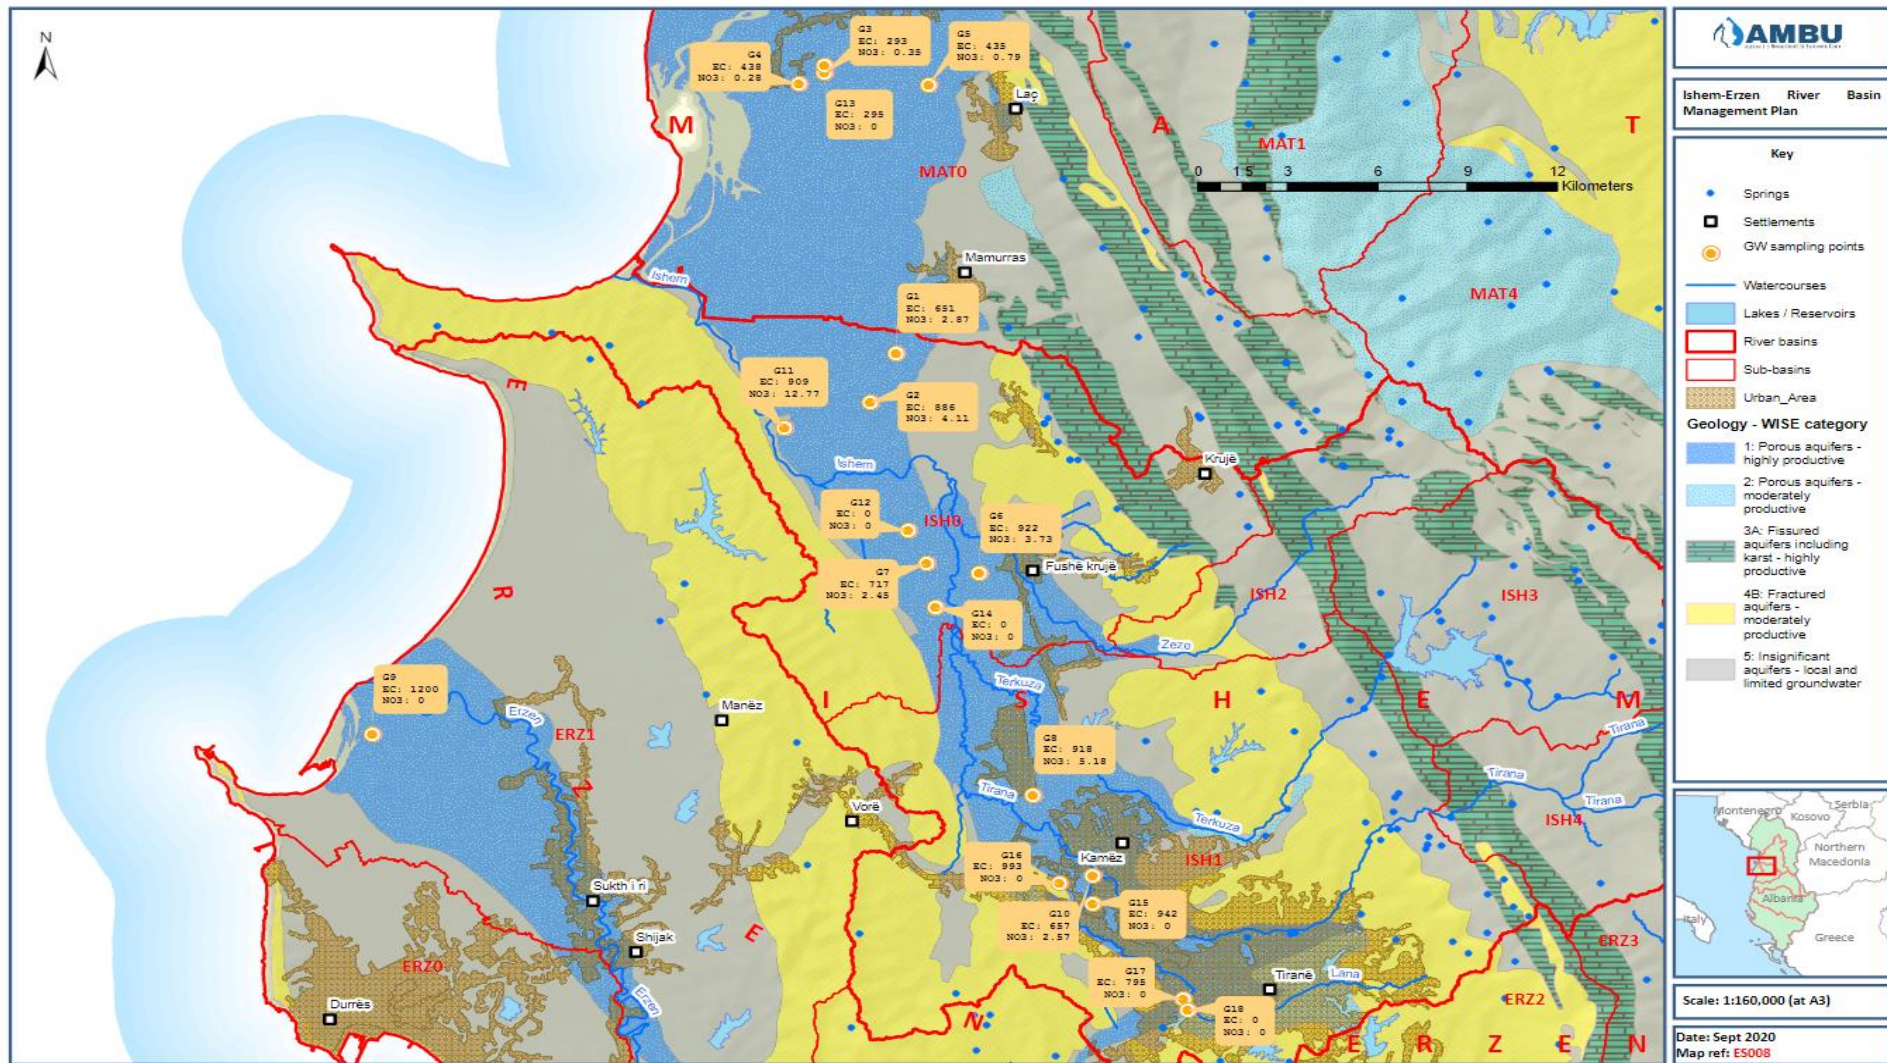 N
G3
EC: 293
NO3: 0.35
G5
EC: 435
NO3: 0.79
G4
EC: 438
NO3: 0.28
G13
EC: 295
NO3: 0
Laç
M
A
T
MAT1
MAT0
0 1.5 3 6 9 12
Kilometers
Mamurras
Ishem
MAT4
G1
EC: 651
NO3: 2.87
G11
EC: 909
NO3: 12.77
G2
EC: 886
NO3: 4.11
E
Ishem
Krujë
G12
EC: 0
NO3: 0
ISH0
G6
EC: 922
NO3: 3.73
Fushë krujë
G7
EC: 717
NO3: 2.45
R
ISH2
ISH3
G14
EC: 0
NO3: 0
Zeze
G9
EC: 1200
NO3: 0
Terkuza
Erzen
Manëz
I
S
H
E
M
ERZ1
Tirana
G8
EC: 918
NO3: 5.18
Z
Tirana
Tirana
Tirana
Vorë
Terkuza
ISH4
Kamëz
ISH1
G16
EC: 993
NO3: 0
Sukth i ri
G10
EC: 657
NO3: 2.57
G15
EC: 942
NO3: 0
Shijak
E
ERZ0
ERZ3
G17
EC: 795
NO3: 0
Tiranë
Lana
Erzen
Durrës
N
G18
EC: 0
NO3: 0
ERZ2
E R Z E N
AMBU
Ishem-Erzen River Basin
Management Plan
Key
Springs
Settlements
GW sampling points
Watercourses
Lakes / Reservoirs
River basins
Sub-basins
Urban_Area
Geology - WISE category
1: Porous aquifers -
highly productive
2: Porous aquifers -
moderately
productive
3A: Fissured
aquifers including
karst - highly
productive
4B: Fractured
aquifers -
moderately
productive
5: Insignificant
aquifers - local and
limited groundwater
Montenegro
Serbia
Kosovo
Northern
Macedonia
Albania
Italy
Greece
Scale: 1:160,000 (at A3)
Date: Sept 2020
Map ref: ES008